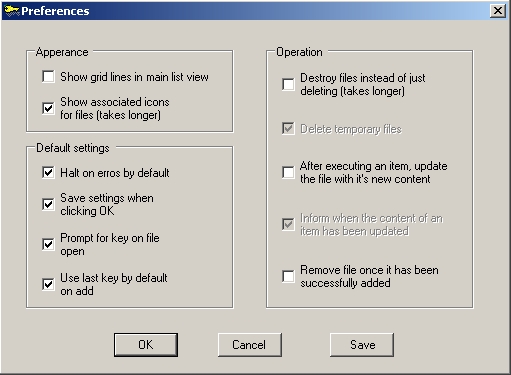 Preferences
Apperance
Show grid lines in main list view
Show associated icons
for files (takes longer)
Default settings
Halt on erros by default
Save settings when
clicking OK
Prompt for key on file
open
Use last key by default
on add
Operation
Destroy files instead of just
deleting (takes longer)
Delete temporary files
After executing an item, update
the file with it's new content
Inform when the content of an
item has been updated
Remove file once it has been
successfully added
OK
Cancel
Save